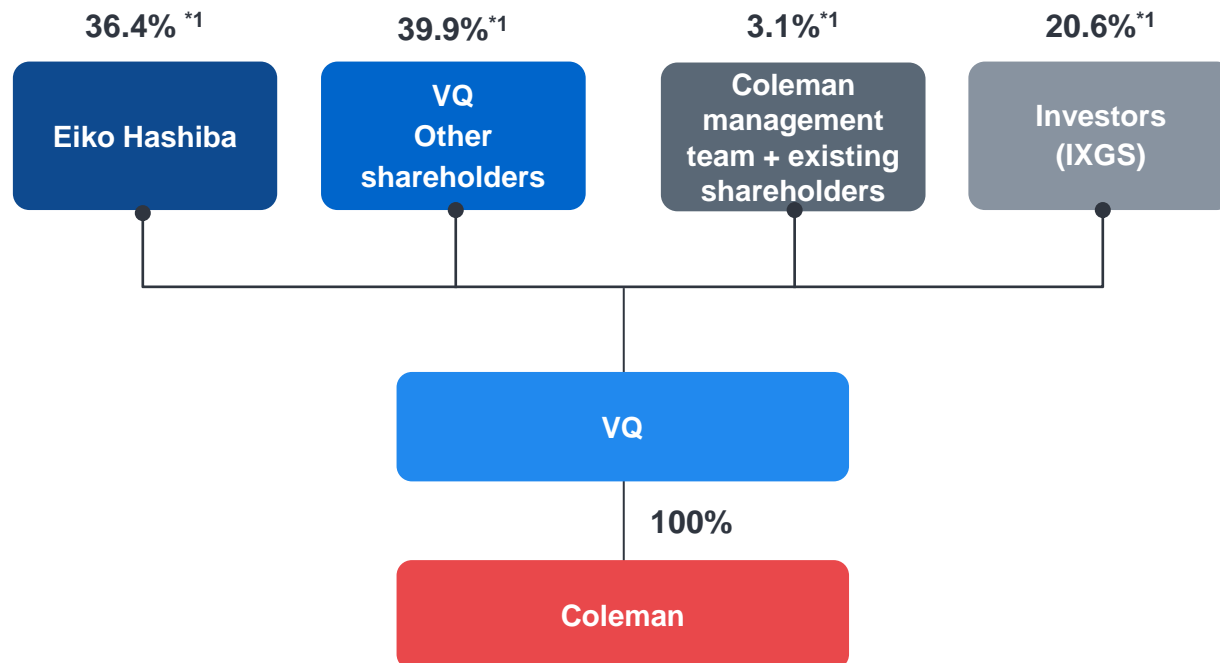 36.4% *1
39.9%*1
3.1%*1
20.6%*1
Eiko Hashiba
VQ
Other
shareholders
Coleman
management
team + existing
shareholders
Investors
(IXGS)
VQ
100%
Coleman